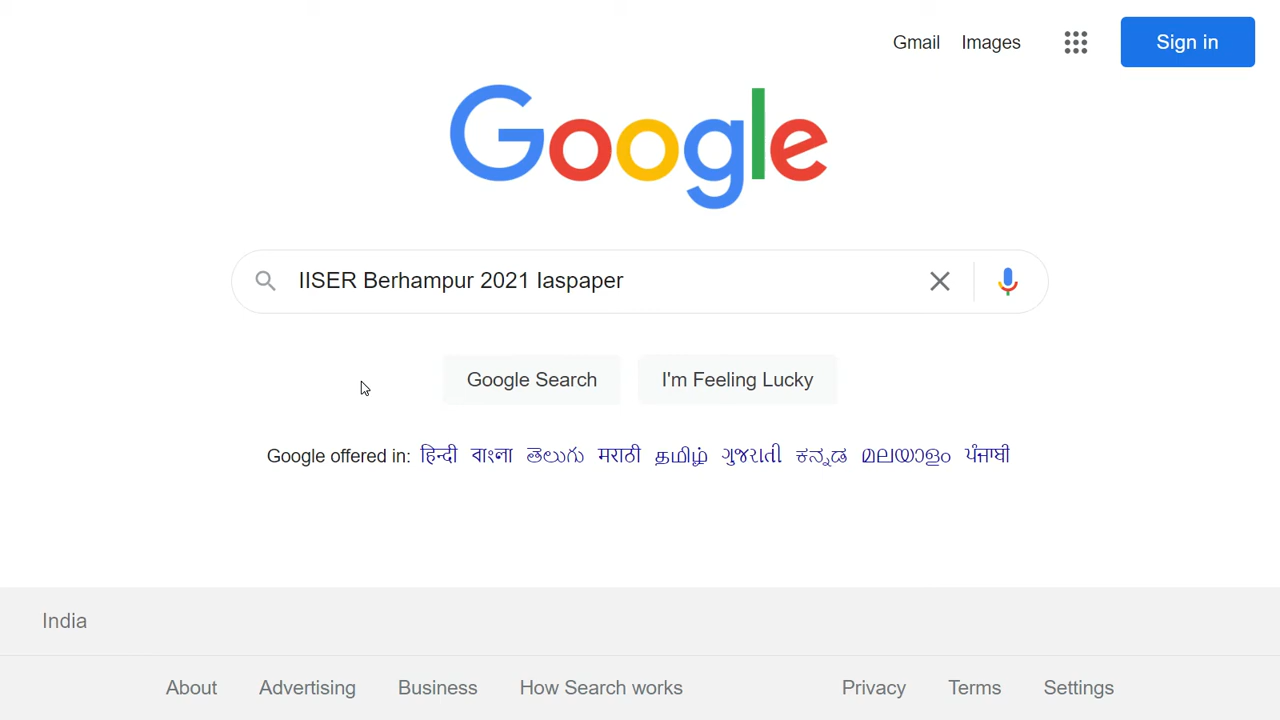 Gmail Images Sign in
Google
IISER Berhampur 2021 Iaspaper
Google Search I'm Feeling Lucky
Google offered in: हिन्दी বাংলা తెలుగు मराठी தமிழ் ગુજરાતી ಕನ್ನಡ മലയാളം ਪੰਜਾਬੀ
India
About Advertising Business How Search works Privacy Terms Settings